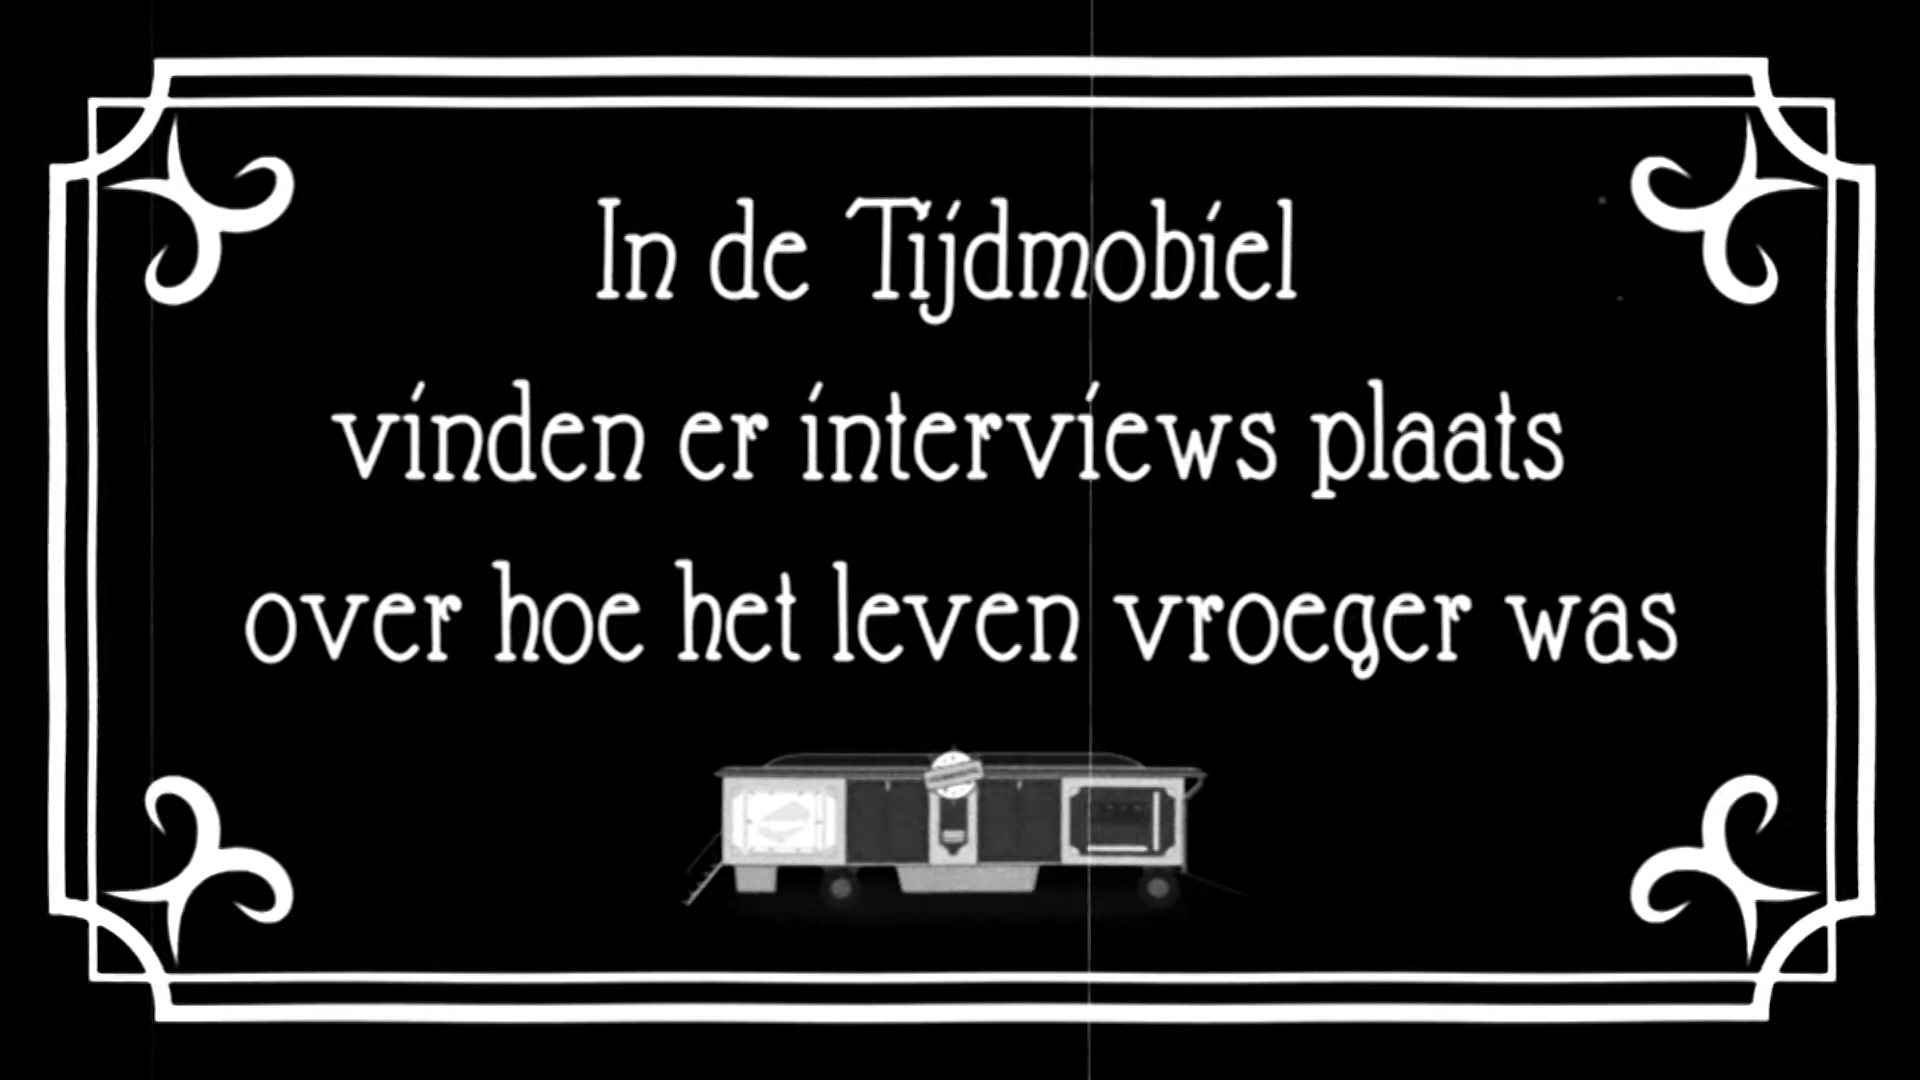 In de Tijdmobiel
vinden er interviews plaats
over hoe het leven vroeger was